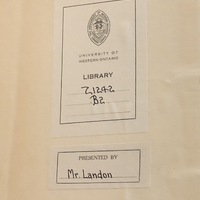 UNIVERSITY OF
WESTERN ONTARIO
LIBRARY
Z1242
B2
PRESENTED BY
Mr. Landon